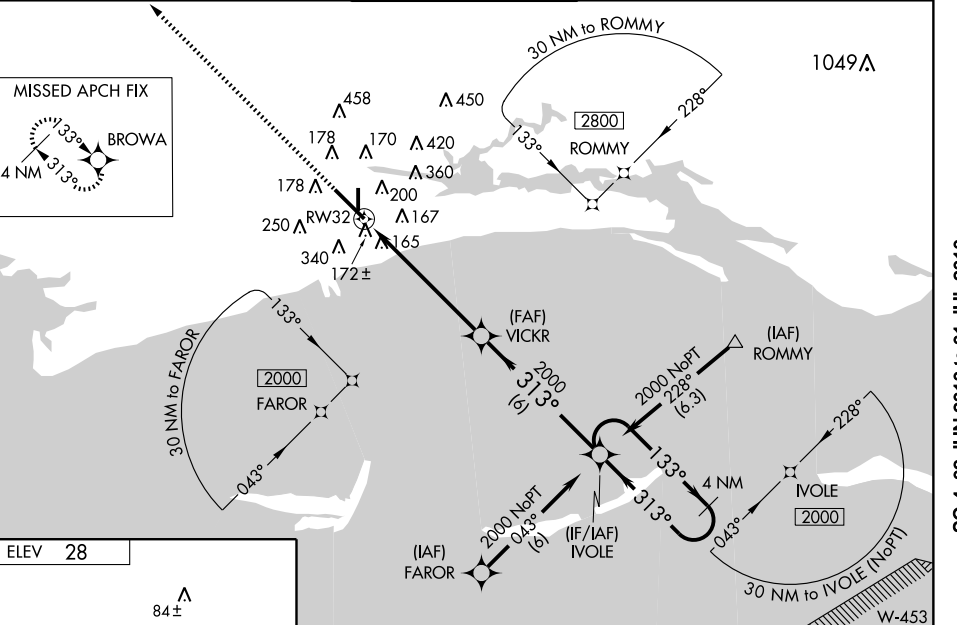 30 NM to ROMMY
1049
MISSED APCH FIX
133°
BROWA
4 NM
313°
458
450
178
170
420
360
178
200
250
RW32
167
165
340
172±
2800
ROMMY
133°
228°
(FAF)
VICKR
(IAF)
ROMMY
2000 NoPT
228°
(6.3)
2000
313°
(6)
30 NM to FAROR
133°
2000
FAROR
043°
133°
4 NM
313°
(IF/IAF)
IVOLE
2000 NoPT
043°
(6)
(IAF)
FAROR
228°
IVOLE
2000
043°
30 NM to IVOLE (NoPT)
W-453
ELEV 28
84±